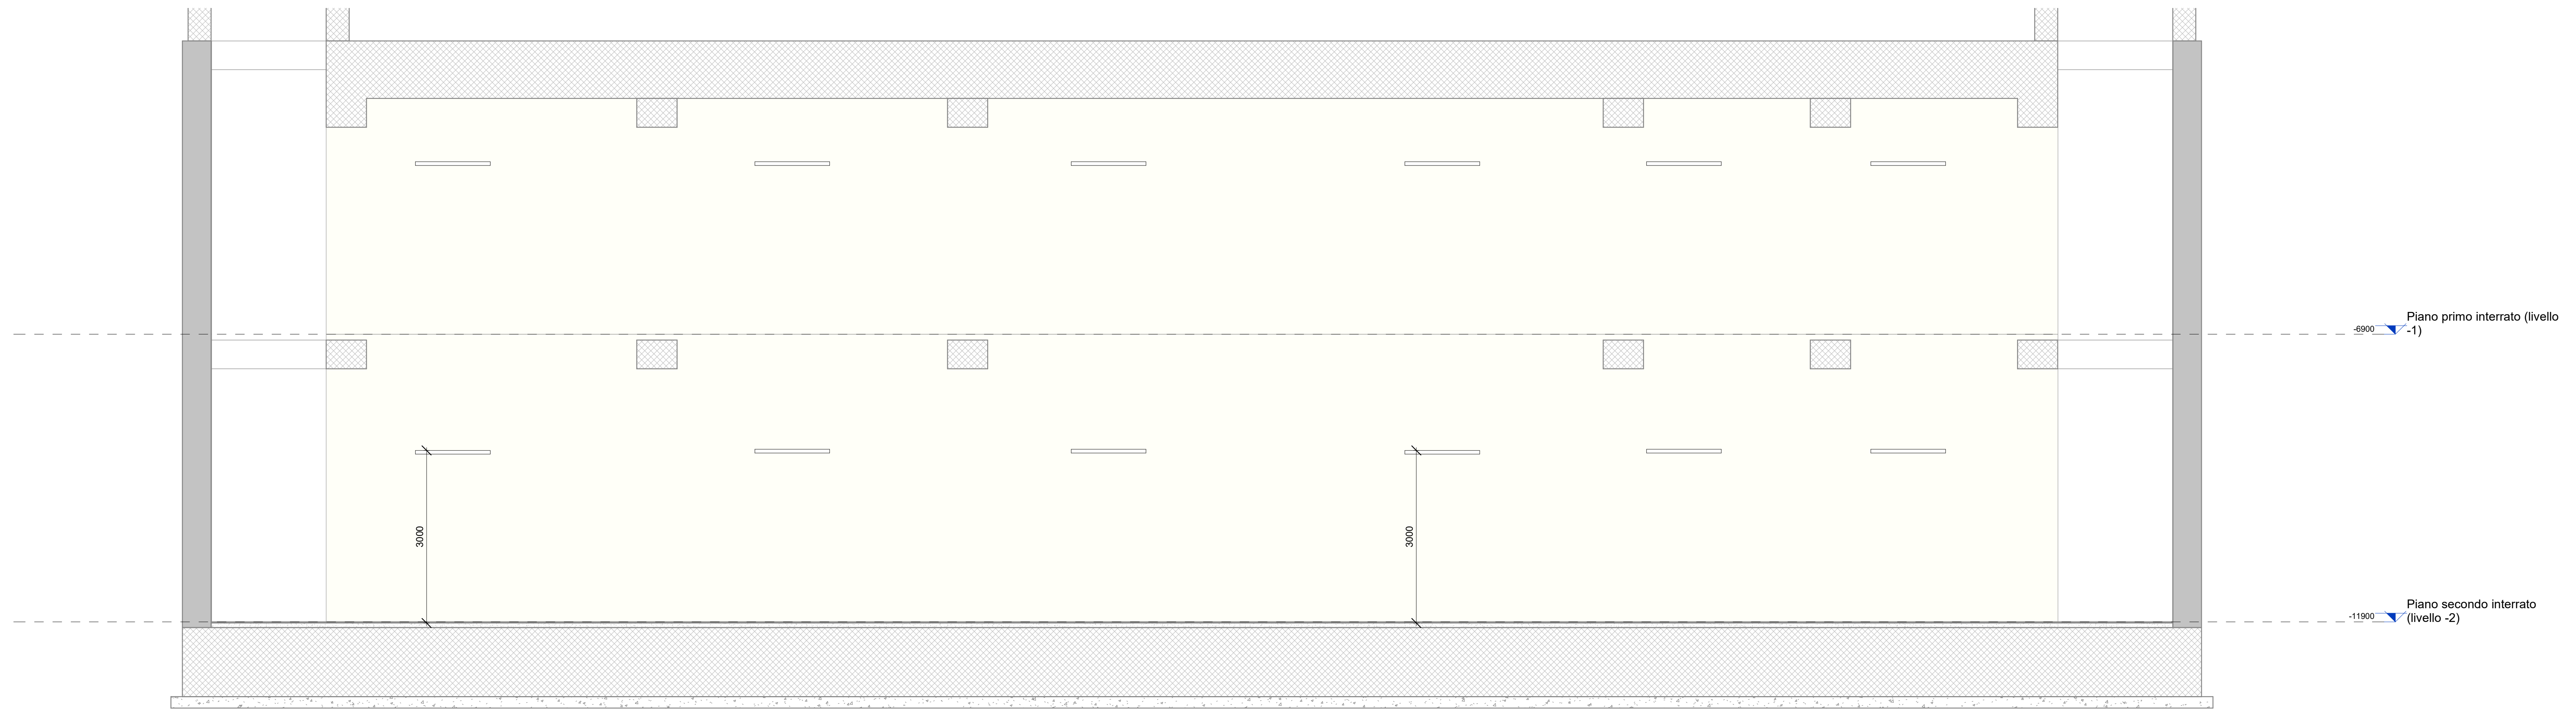 Piano primo interrato (livello
-1)
-6900
3000
3000
Piano secondo interrato
(livello -2)
-11900